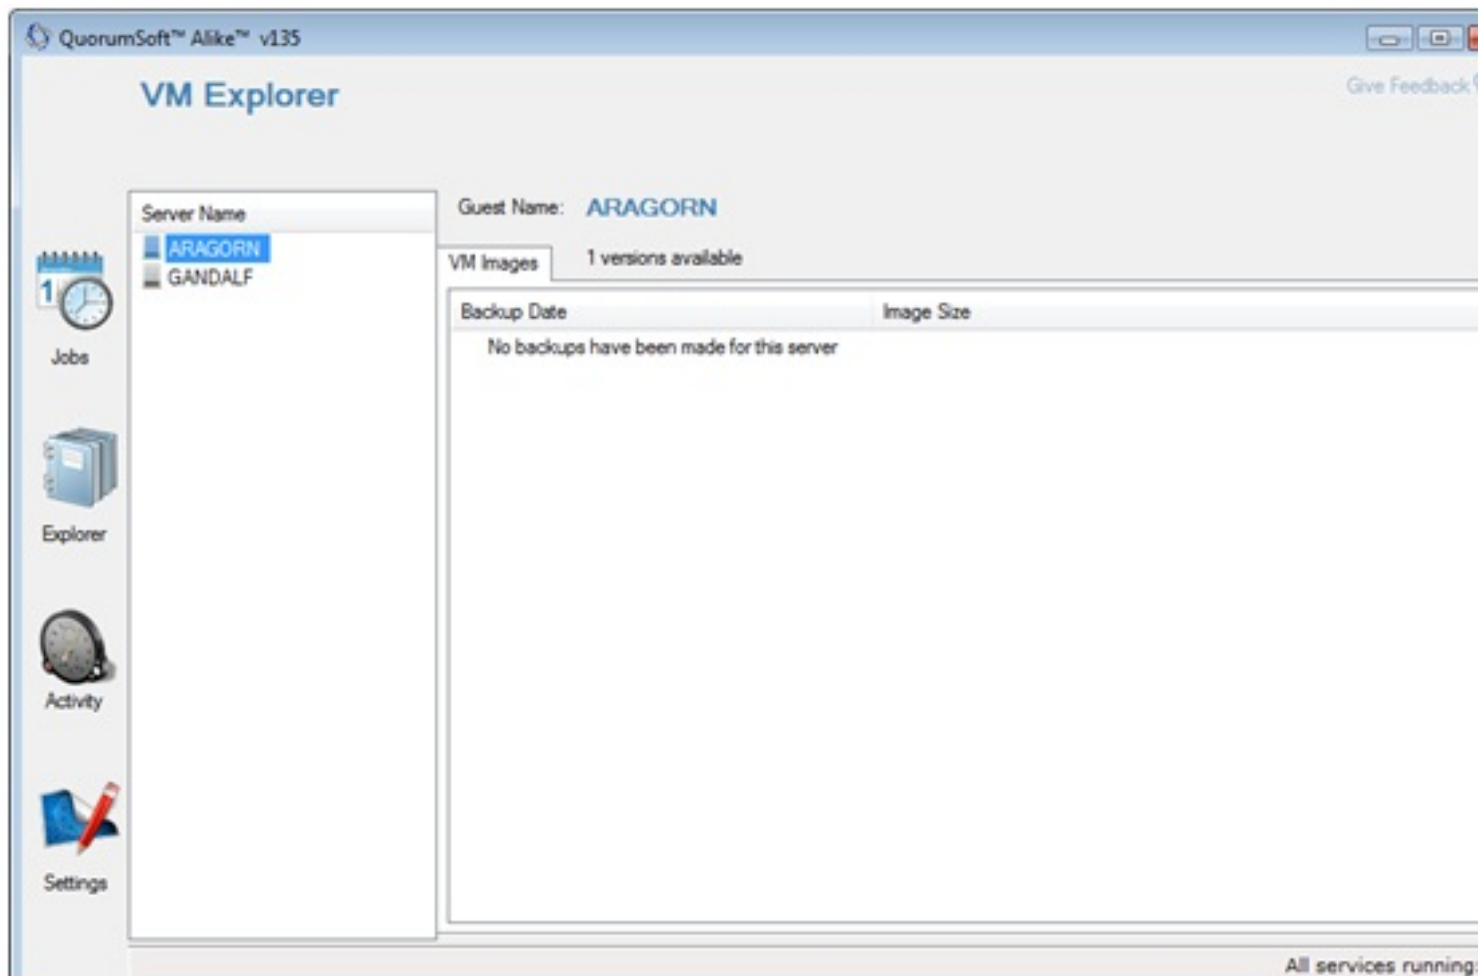 QuorumSoft™ Alike™ v135
VM Explorer
Give Feedback
Server Name
ARAGORN
GANDALF
Guest Name: ARAGORN
VM Images
1 versions available
Backup Date Image Size
No backups have been made for this server
1
Jobs
Explorer
Activity
Settings
All services running